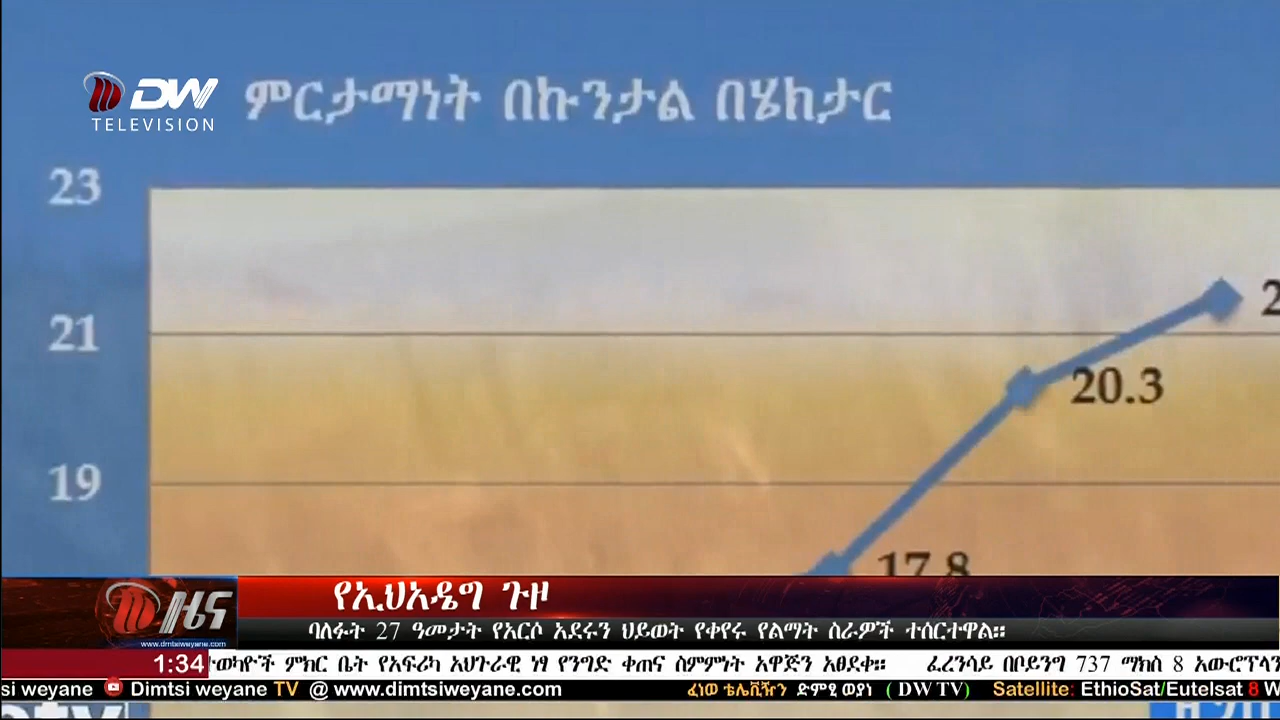 DW
TELEVISION
ምርታማነት በኩንታል በሄክታር
23
21
20.3
19
17.8
የኢህአዴግ ጉዞ
ዜና
www.dmtsiweyane.com
ባለፉት 27 ዓመታት የአርሶ አደሩን ህይወት የቀየሩ የልማት ስራዎች ተሰርተዋል።
1:34
ምክር ቤት የአፍሪካ አህጉራዊ ነፃ የንግድ ቀጠና ስምምነት አዋጅን አፀደቀ። ፈረንሳይ በቦይንግ 737 ማክስ 8
si weyane Dimtsi weyane TV @ www.dimtsiweyane.com ፈነወ ቴሌቪዥን ድምፂ ወያነ ( DW TV) Satellite: EthioSat/Eutelsat 8 W